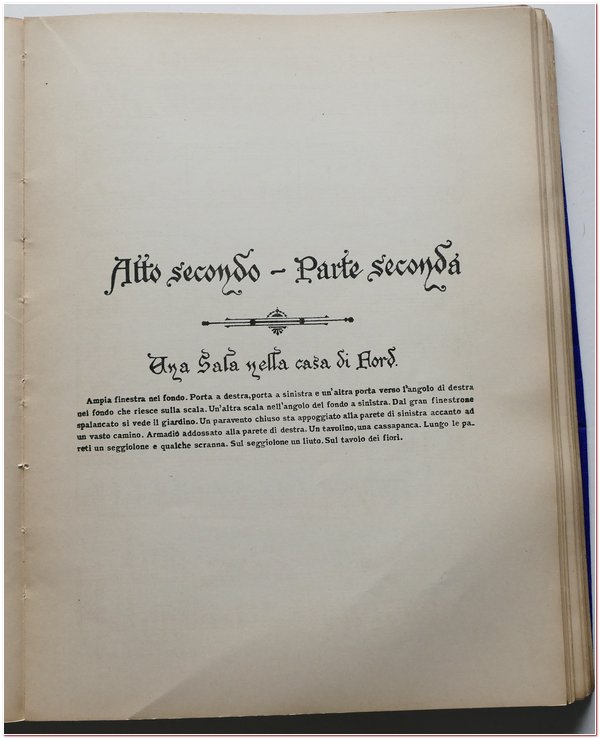 Atto secondo - Parte seconda
Una Sala nella casa di Ford.
Ampia finestra nel fondo. Porta a destra, porta a sinistra e un'altra porta verso l'angolo di destra
nel fondo che riesce sulla scala. Un'altra scala nell'angolo del fondo a sinistra. Dal gran finestrone
spalancato si vede il giardino. Un paravento chiuso sta appoggiato alla parete di sinistra accanto ad
un vasto camino. Armadio addossato alla parete di destra. Un tavolino, una cassapanca. Lungo le pa-
reti un seggiolone e qualche scranna. Sul seggiolone un liuto. Sul tavolo dei fiori.